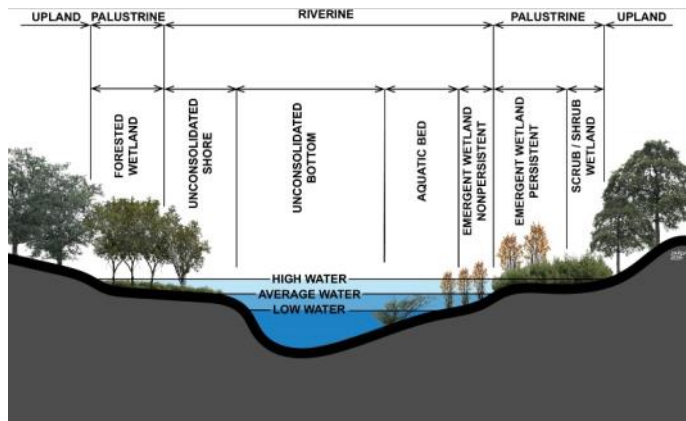 UPLAND
PALUSTRINE
RIVERINE
PALUSTRINE
UPLAND
FORESTED
WETLAND
UNCONSOLIDATED
SHORE
UNCONSOLIDATED
BOTTOM
AQUATIC BED
EMERGENT WETLAND
NONPERSISTENT
EMERGENT WETLAND
PERSISTENT
SCRUB / SHRUB
WETLAND
HIGH WATER
AVERAGE WATER
LOW WATER